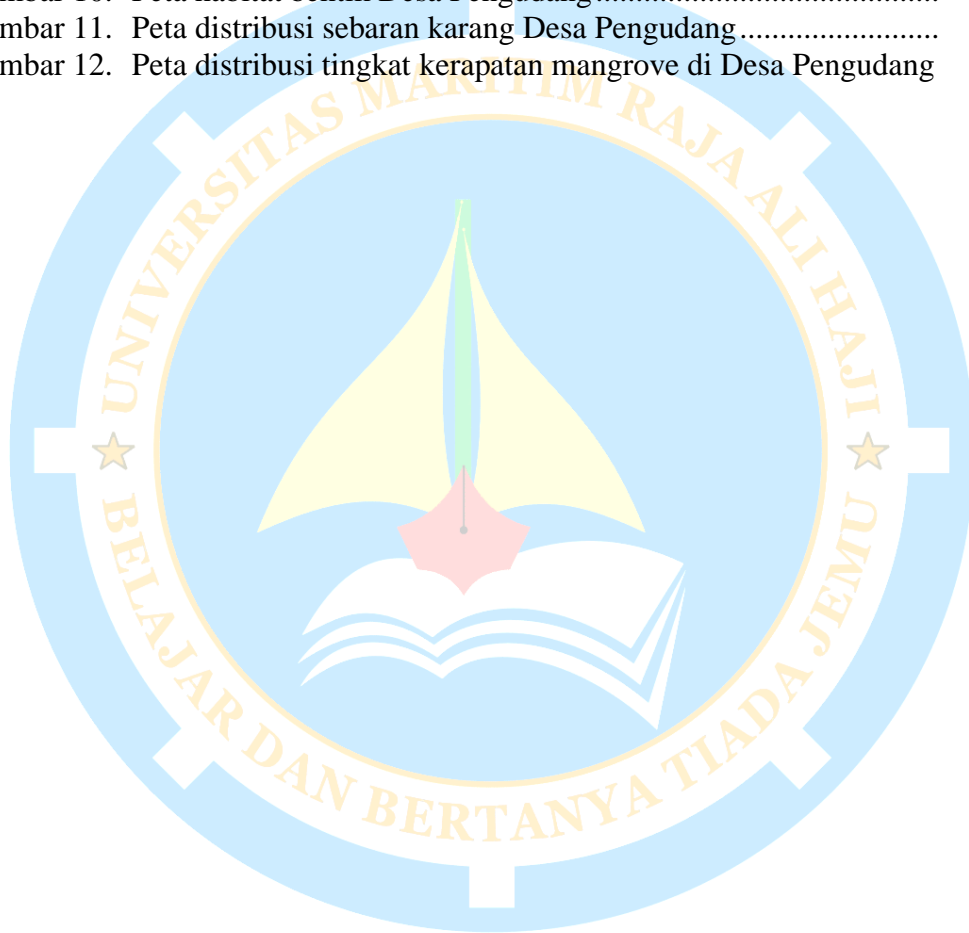 mbar 11. Peta distribusi sebaran karang Desa Pengudang.........................
mbar 12. Peta distribusi tingkat kerapatan mangrove di Desa Pengudang
UNIVERSITAS MARITIM RAJA ALI HAJI
BELAJAR DAN BERTANYA TIADA JEMU